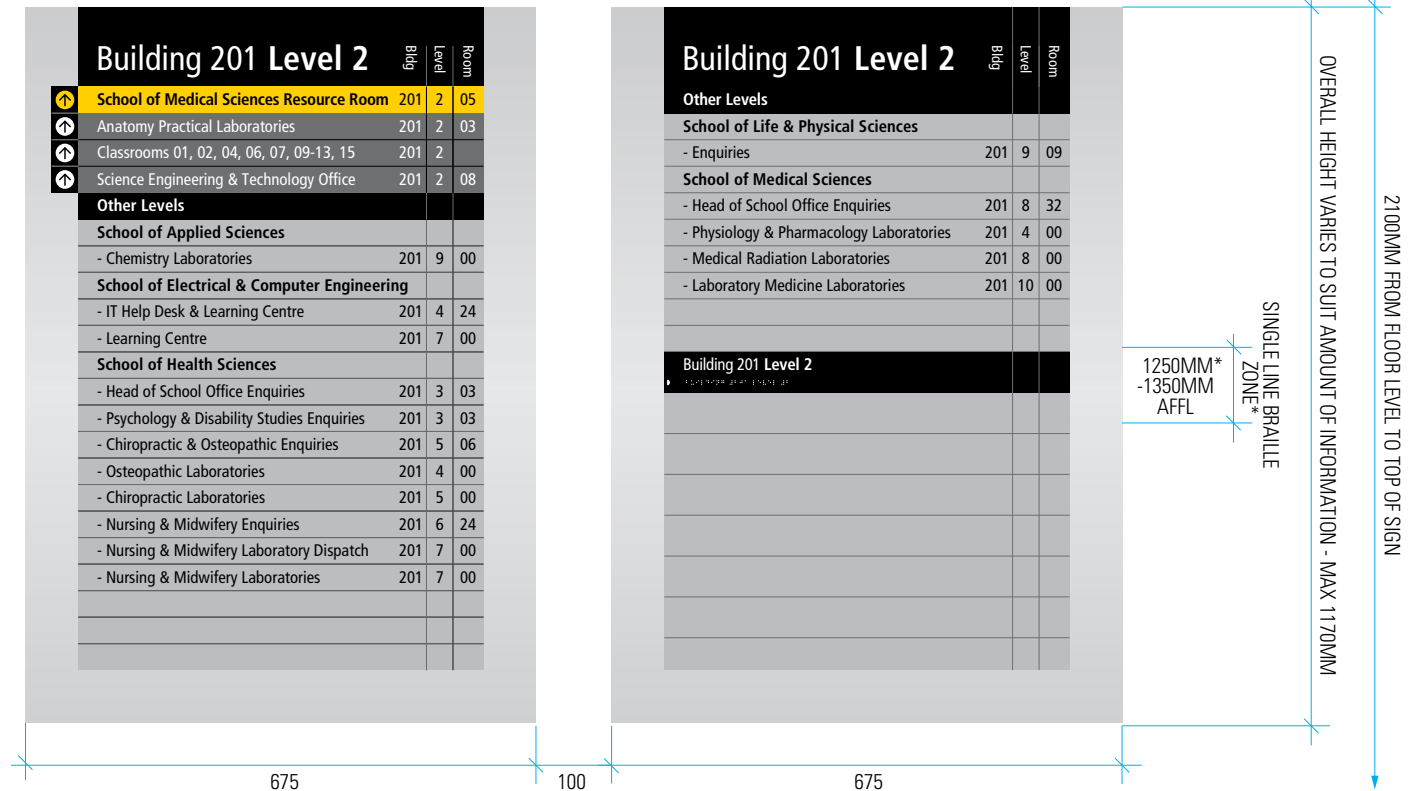 Building 201 Level 2 Bldg Level Room
School of Medical Sciences Resource Room 201 2 05
Anatomy Practical Laboratories 201 2 03
Classrooms 01, 02, 04, 06, 07, 09-13, 15 201 2
Science Engineering & Technology Office 201 2 08
Other Levels
School of Applied Sciences
- Chemistry Laboratories 201 9 00
School of Electrical & Computer Engineering
- IT Help Desk & Learning Centre 201 4 24
- Learning Centre 201 7 00
School of Health Sciences
- Head of School Office Enquiries 201 3 03
- Psychology & Disability Studies Enquiries 201 3 03
- Chiropractic & Osteopathic Enquiries 201 5 06
- Osteopathic Laboratories 201 4 00
- Chiropractic Laboratories 201 5 00
- Nursing & Midwifery Enquiries 201 6 24
- Nursing & Midwifery Laboratory Dispatch 201 7 00
- Nursing & Midwifery Laboratories 201 7 00
Building 201 Level 2 Bldg Level Room
Other Levels
School of Life & Physical Sciences
- Enquiries 201 9 09
School of Medical Sciences
- Head of School Office Enquiries 201 8 32
- Physiology & Pharmacology Laboratories 201 4 00
- Medical Radiation Laboratories 201 8 00
- Laboratory Medicine Laboratories 201 10 00
Building 201 Level 2
1250MM*
-1350MM
AFFL
SINGLE LINE BRAILLE
ZONE*
OVERALL HEIGHT VARIES TO SUIT AMOUNT OF INFORMATION - MAX 1170MM
2100MM FROM FLOOR LEVEL TO TOP OF SIGN
675
100
675